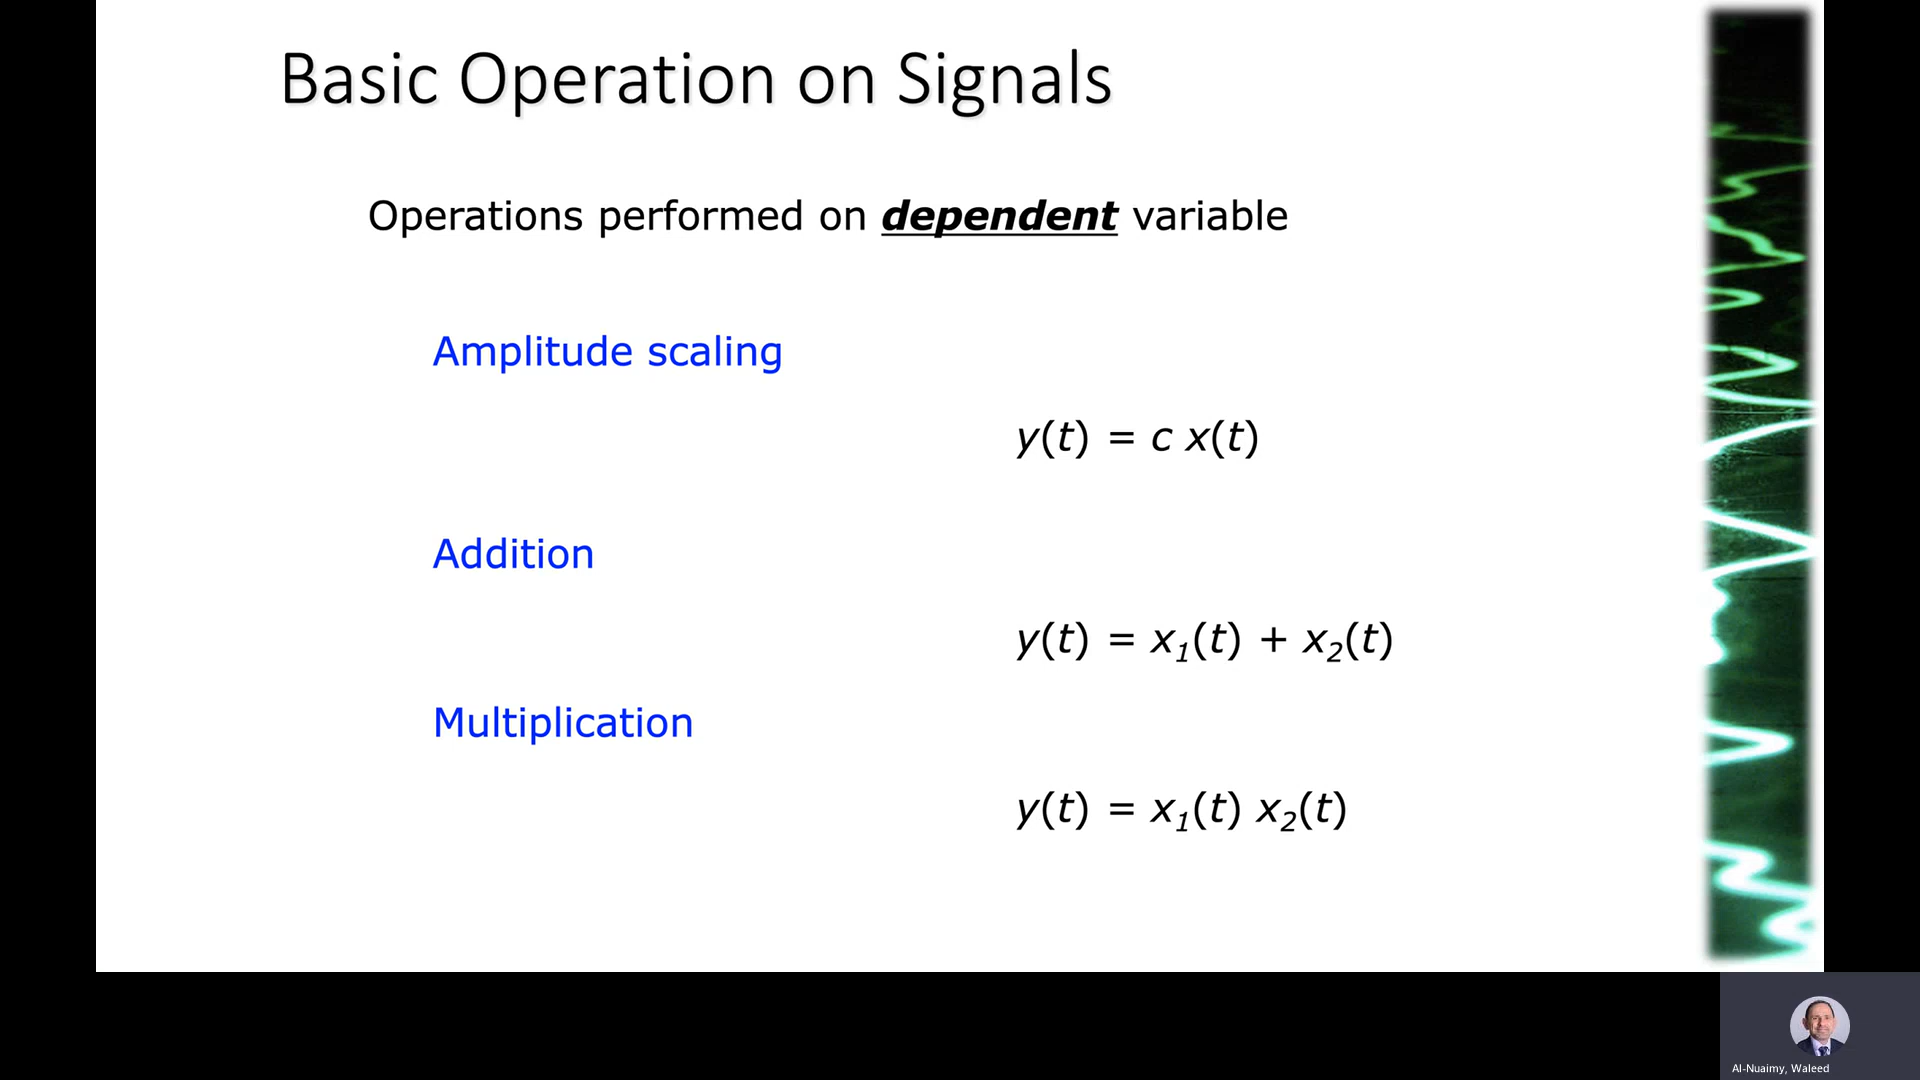 Basic Operation on Signals
Operations performed on dependent variable
Amplitude scaling
y(t) = c x(t)
Addition
y(t) = x₁(t) + x₂(t)
Multiplication
y(t) = x₁(t) x₂(t)
Al-Nuaimy, Waleed